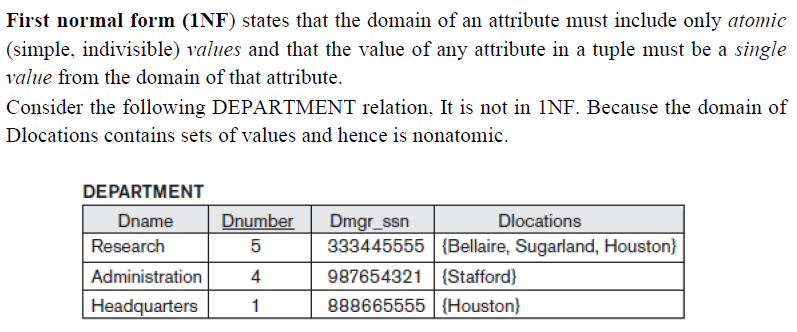 First normal form (1NF) states that the domain of an attribute must include only atomic
(simple, indivisible) values and that the value of any attribute in a tuple must be a single
value from the domain of that attribute.
Consider the following DEPARTMENT relation, It is not in 1NF. Because the domain of
Dlocations contains sets of values and hence is nonatomic.
DEPARTMENT
Dname Dnumber Dmgr_ssn Dlocations
Research 5 333445555 {Bellaire, Sugarland, Houston}
Administration 4 987654321 {Stafford}
Headquarters 1 888665555 {Houston}